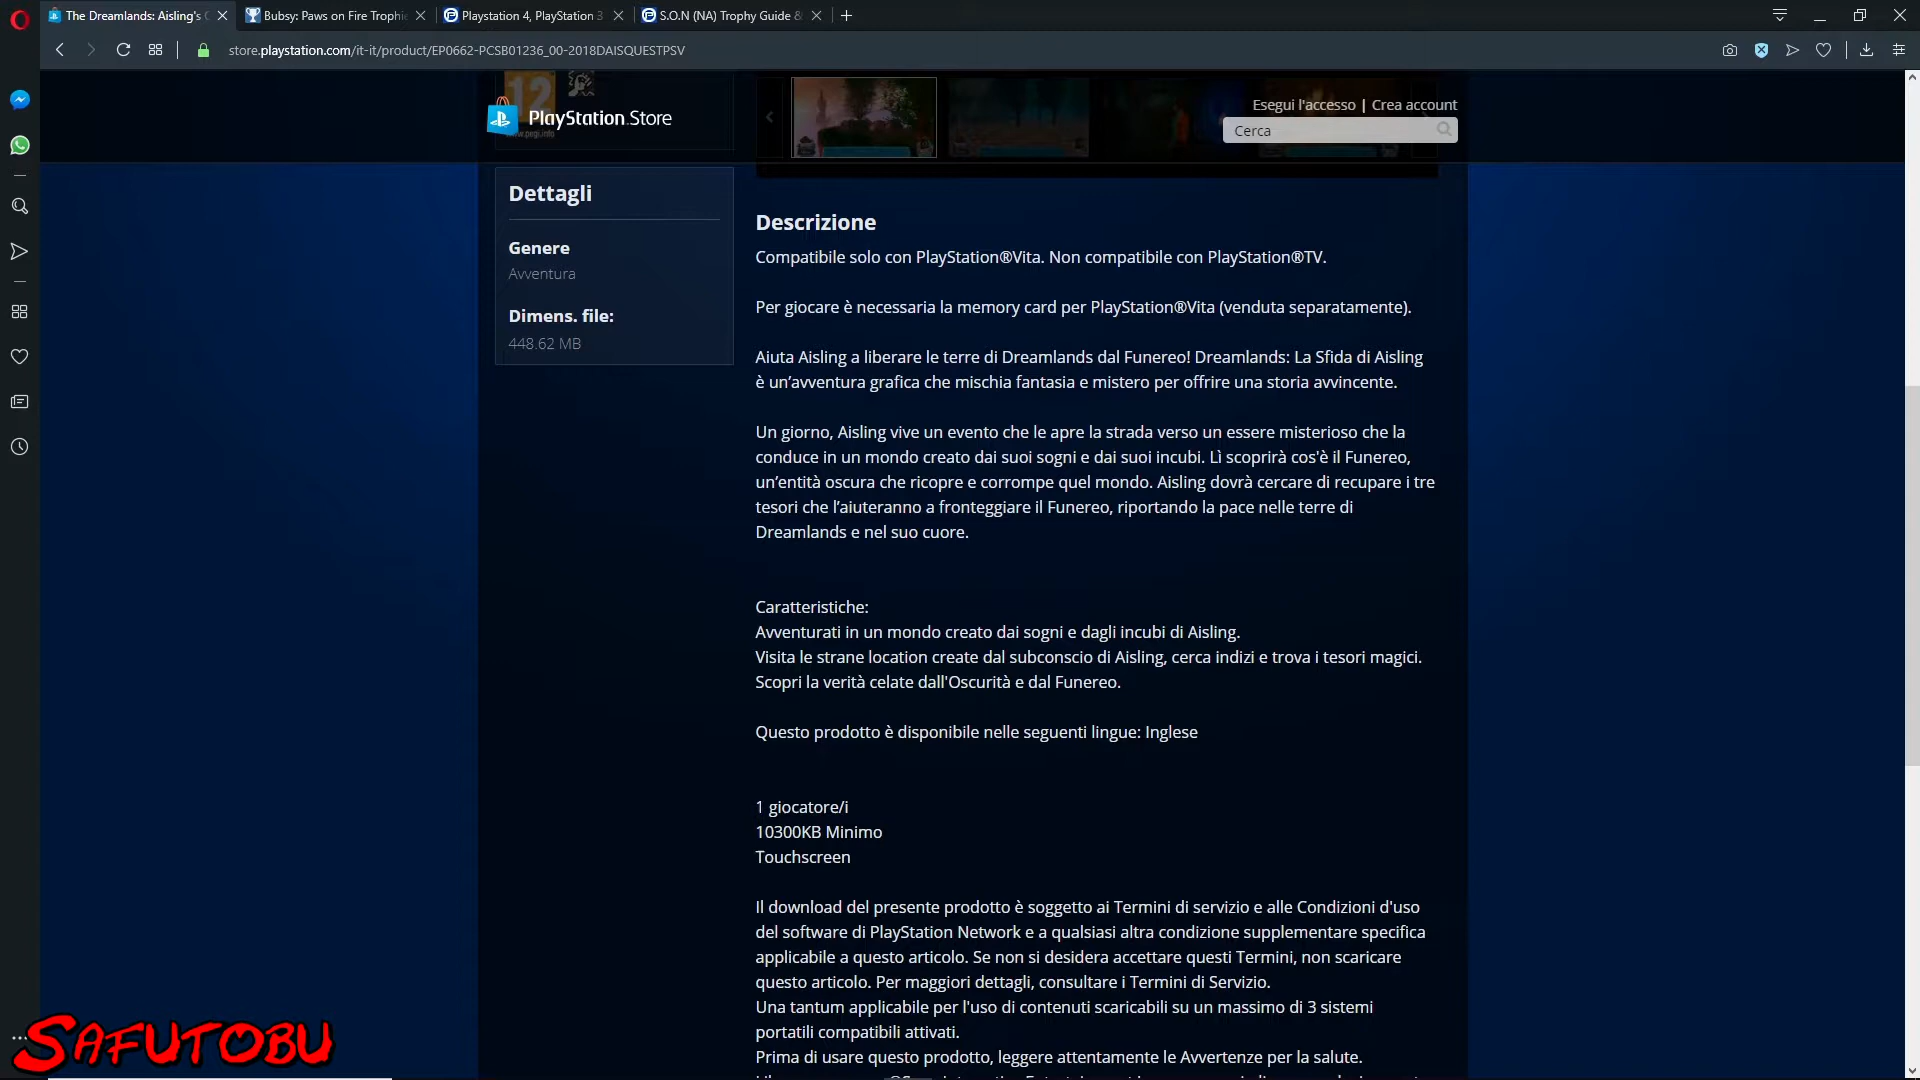 The Dreamlands: Aisling's
Bubsy: Paws on Fire Trophie
Playstation 4, PlayStation 3
S.O.N (NA) Trophy Guide &
store.playstation.com/it-it/product/EP0662-PCSB01236_00-2018DAISQUESTPSV
12
www.pegi.info
PlayStation.Store
Esegui l'accesso | Crea account
Cerca
Dettagli
Genere
Avventura
Dimens. file:
448.62 MB
Descrizione
Compatibile solo con PlayStation®Vita. Non compatibile con PlayStation®TV.
Per giocare è necessaria la memory card per PlayStation®Vita (venduta separatamente).
Aiuta Aisling a liberare le terre di Dreamlands dal Funereo! Dreamlands: La Sfida di Aisling
è un’avventura grafica che mischia fantasia e mistero per offrire una storia avvincente.
Un giorno, Aisling vive un evento che le apre la strada verso un essere misterioso che la
conduce in un mondo creato dai suoi sogni e dai suoi incubi. Lì scoprirà cos'è il Funereo,
un’entità oscura che ricopre e corrompe quel mondo. Aisling dovrà cercare di recupare i tre
tesori che l’aiuteranno a fronteggiare il Funereo, riportando la pace nelle terre di
Dreamlands e nel suo cuore.
Caratteristiche:
Avventurati in un mondo creato dai sogni e dagli incubi di Aisling.
Visita le strane location create dal subconscio di Aisling, cerca indizi e trova i tesori magici.
Scopri la verità celate dall'Oscurità e dal Funereo.
Questo prodotto è disponibile nelle seguenti lingue: Inglese
1 giocatore/i
10300KB Minimo
Touchscreen
Il download del presente prodotto è soggetto ai Termini di servizio e alle Condizioni d'uso
del software di PlayStation Network e a qualsiasi altra condizione supplementare specifica
applicabile a questo articolo. Se non si desidera accettare questi Termini, non scaricare
questo articolo. Per maggiori dettagli, consultare i Termini di Servizio.
Una tantum applicabile per l'uso di contenuti scaricabili su un massimo di 3 sistemi
portatili compatibili attivati.
Prima di usare questo prodotto, leggere attentamente le Avvertenze per la salute.
SAFUTOBU